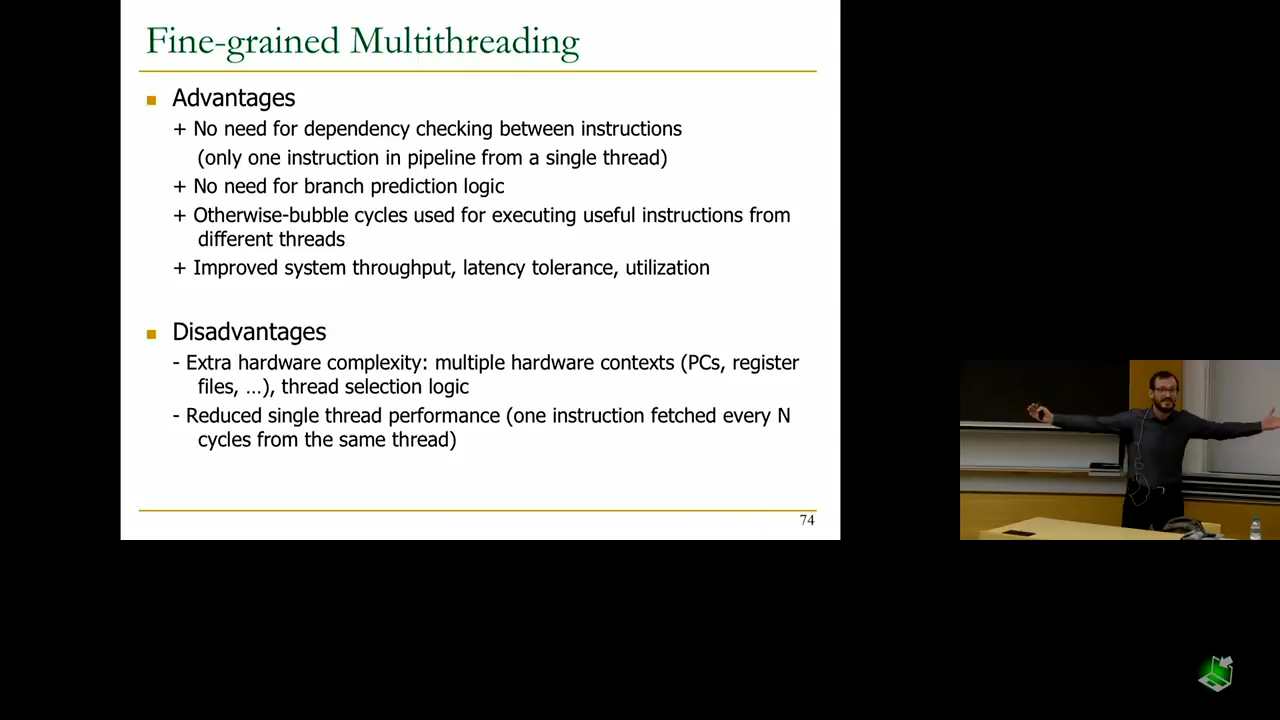 Fine-grained Multithreading
Advantages
+ No need for dependency checking between instructions
(only one instruction in pipeline from a single thread)
+ No need for branch prediction logic
+ Otherwise-bubble cycles used for executing useful instructions from
different threads
+ Improved system throughput, latency tolerance, utilization
Disadvantages
- Extra hardware complexity: multiple hardware contexts (PCs, register
files, …), thread selection logic
- Reduced single thread performance (one instruction fetched every N
cycles from the same thread)
74